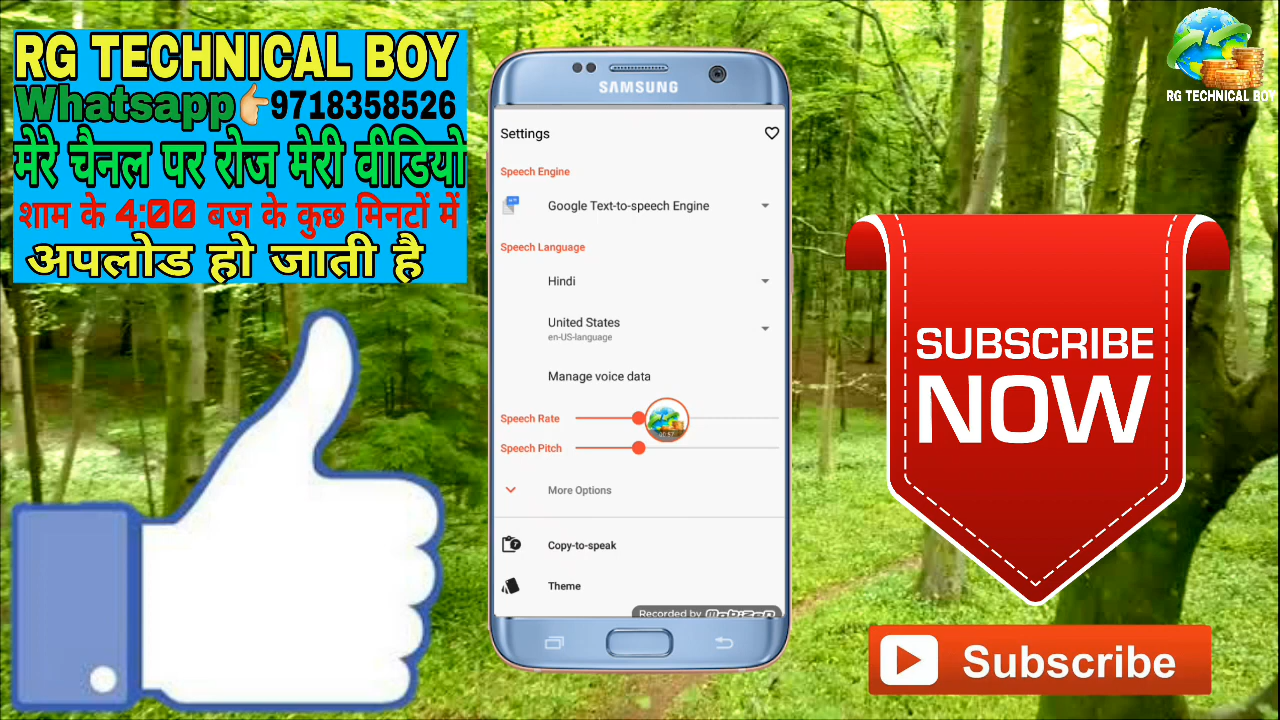 RG TECHNICAL BOY
Whatsapp 9718358526
मेरे चैनल पर रोज मेरी वीडियो
शाम के 4:00 बज के कुछ मिनटों में
अपलोड हो जाती है
RG TECHNICAL BOY
SAMSUNG
Settings
Speech Engine
Google Text-to-speech Engine
Speech Language
Hindi
United States
en-US-language
Manage voice data
Speech Rate
Speech Pitch
More Options
Copy-to-speak
Theme
Recorded by Mobizen
SUBSCRIBE
NOW
Subscribe